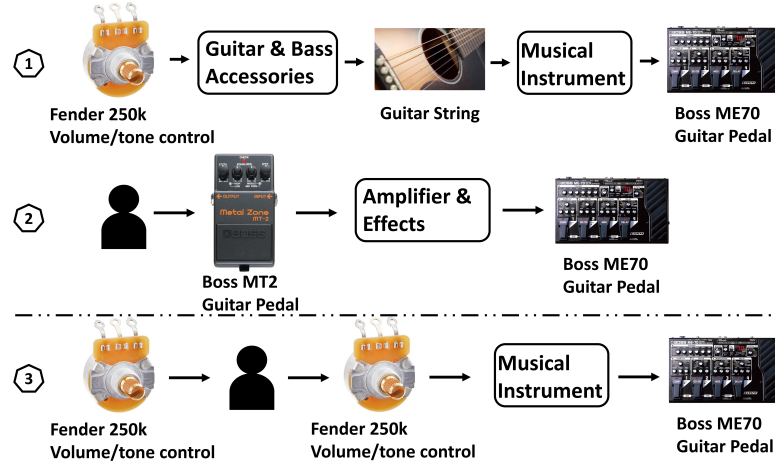 1
Guitar & Bass
Accessories
Musical
Instrument
Fender 250k
Volume/tone control
Guitar String
Boss ME70
Guitar Pedal
2
OUTPUT
INPUT
Metal Zone
MT-2
Amplifier &
Effects
Boss MT2
Guitar Pedal
Boss ME70
Guitar Pedal
3
Musical
Instrument
Fender 250k
Volume/tone control
Fender 250k
Volume/tone control
Boss ME70
Guitar Pedal